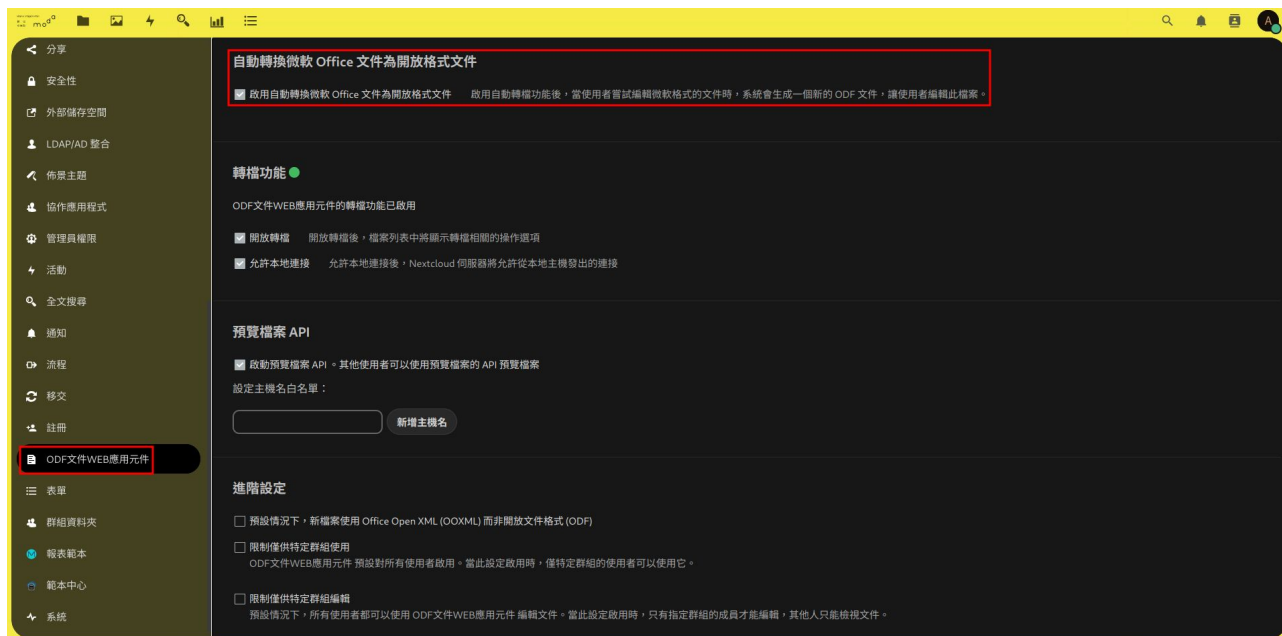 moda
A
分享
安全性
外部儲存空間
LDAP/AD 整合
佈景主題
協作應用程式
管理員權限
活動
全文搜尋
通知
流程
移交
註冊
ODF文件WEB應用元件
表單
群組資料夾
報表範本
範本中心
系統
自動轉換微軟 Office 文件為開放格式文件
啟用自動轉換微軟 Office 文件為開放格式文件 啟用自動轉檔功能後，當使用者嘗試編輯微軟格式的文件時，系統會生成一個新的 ODF 文件，讓使用者編輯此檔案。
轉檔功能
ODF文件WEB應用元件的轉檔功能已啟用
開放轉檔 開放轉檔後，檔案列表中將顯示轉檔相關的操作選項
允許本地連接 允許本地連接後，Nextcloud 伺服器將允許從本地主機發出的連接
預覽檔案 API
啟動預覽檔案 API。其他使用者可以使用預覽檔案的 API 預覽檔案
設定主機名白名單：
新增主機名
進階設定
預設情況下，新檔案使用 Office Open XML (OOXML) 而非開放文件格式 (ODF)
限制僅供特定群組使用
ODF文件WEB應用元件 預設對所有使用者啟用。當此設定啟用時，僅特定群組的使用者可以使用它。
限制僅供特定群組編輯
預設情況下，所有使用者都可以使用 ODF文件WEB應用元件 編輯文件。當此設定啟用時，只有指定群組的成員才能編輯，其他人只能檢視文件。